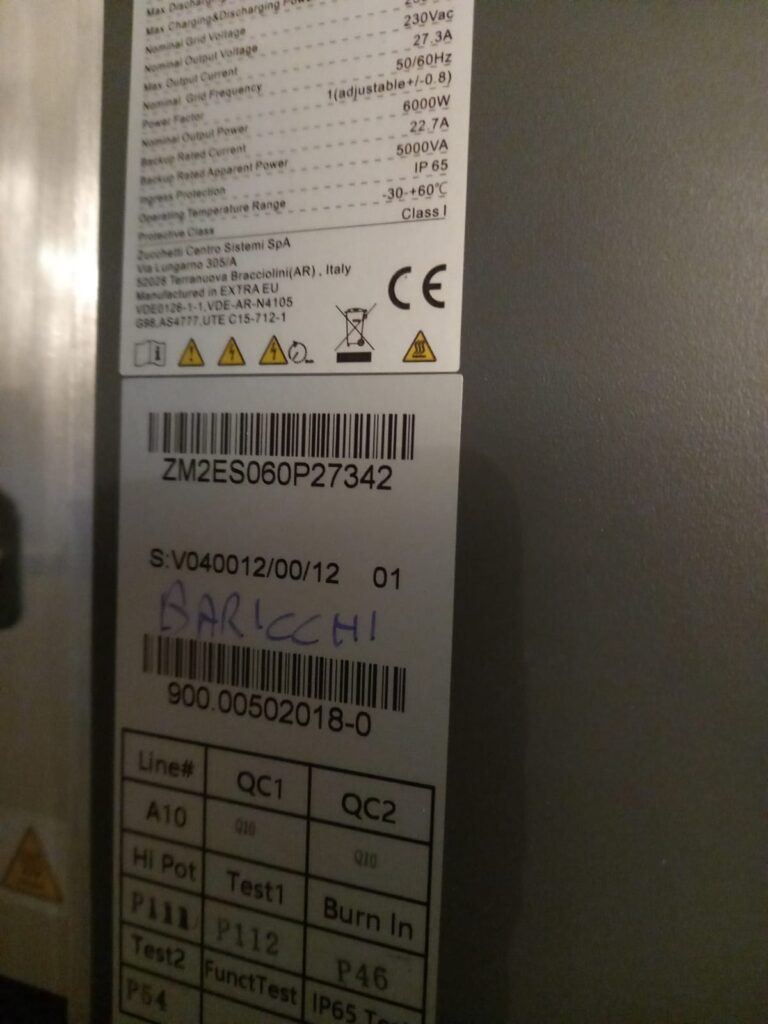 Max Charging&Discharging Power
Nominal Grid Voltage 230Vac
Nominal Output Voltage
Max Output Current 27.3A
Nominal Grid Frequency 50/60Hz
Power Factor 1(adjustable+/-0.8)
Nominal Output Power 6000W
Backup Rated Current 22.7A
Backup Rated Apparent Power 5000VA
Ingress Protection IP 65
Operating Temperature Range -30-+60℃
Protective Class Class I
Zucchetti Centro Sistemi SpA
Via Lungarno 305/A
52028 Terranuova Bracciolini(AR) , Italy
Manufactured in EXTRA EU
VDE0126-1-1,VDE-AR-N4105
G98,AS4777,UTE C15-712-1
CE
ZM2ES060P27342
S:V040012/00/12 01
BARICCHI
900.00502018-0
Line# QC1 QC2
A10 Q10 Q10
Hi Pot Test1 Burn In
P111 P112 P46
Test2 FunctTest IP65
P54